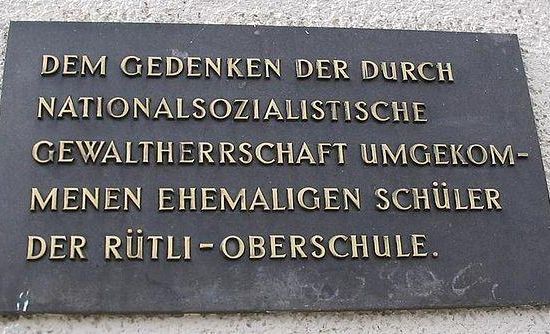 DEM GEDENKEN DER DURCH
NATIONALSOZIALISTISCHE
GEWALTHERRSCHAFT UMGEKOM-
MENEN EHEMALIGEN SCHÜLER
DER RÜTLI-OBERSCHULE.